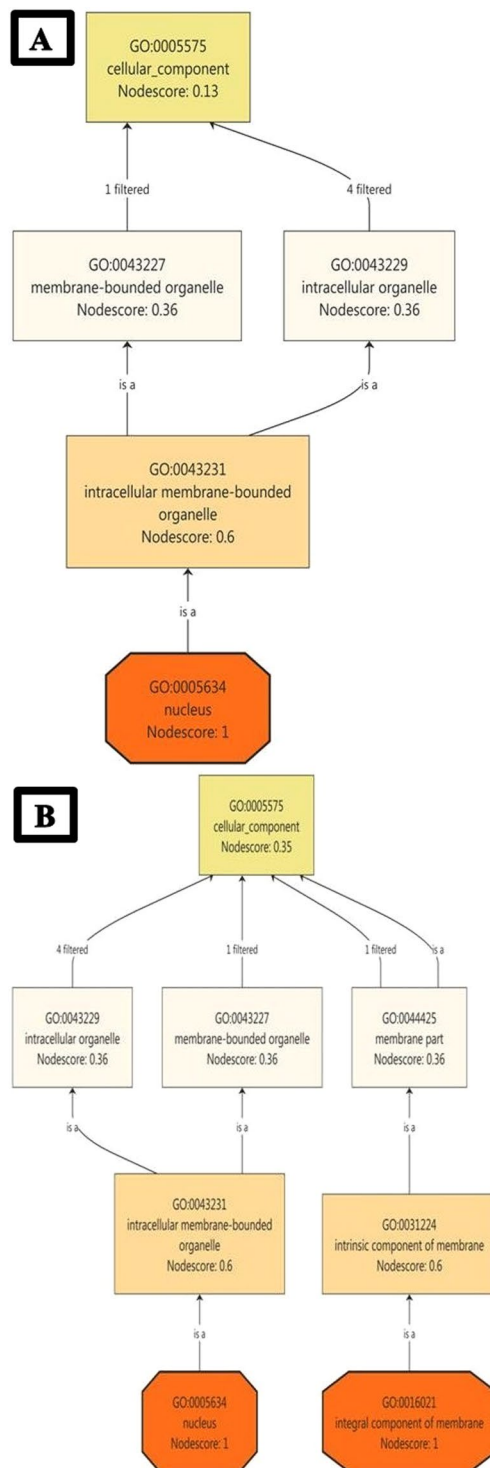 A
GO:0005575
cellular_component
Nodescore: 0.13
1 filtered
4 filtered
GO:0043227
membrane-bounded organelle
Nodescore: 0.36
GO:0043229
intracellular organelle
Nodescore: 0.36
is a
is a
GO:0043231
intracellular membrane-bounded
organelle
Nodescore: 0.6
is a
GO:0005634
nucleus
Nodescore: 1
B
GO:0005575
cellular_component
Nodescore: 0.35
4 filtered
1 filtered
1 filtered
is a
GO:0043229
intracellular organelle
Nodescore: 0.36
GO:0043227
membrane-bounded organelle
Nodescore: 0.36
GO:0044425
membrane part
Nodescore: 0.36
is a
is a
is a
GO:0043231
intracellular membrane-bounded
organelle
Nodescore: 0.6
GO:0031224
intrinsic component of membrane
Nodescore: 0.6
is a
is a
GO:0005634
nucleus
Nodescore: 1
GO:0016021
integral component of membrane
Nodescore: 1